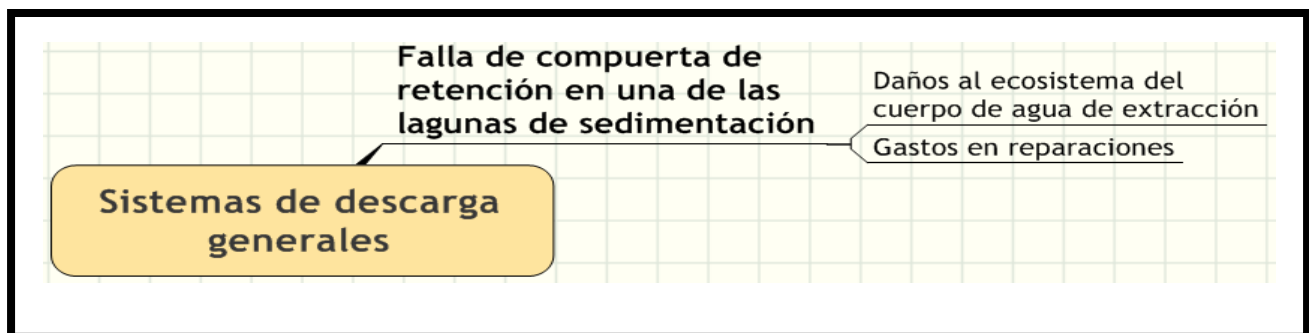 Falla de compuerta de
retención en una de las
lagunas de sedimentación
Daños al ecosistema del
cuerpo de agua de extracción
Gastos en reparaciones
Sistemas de descarga
generales